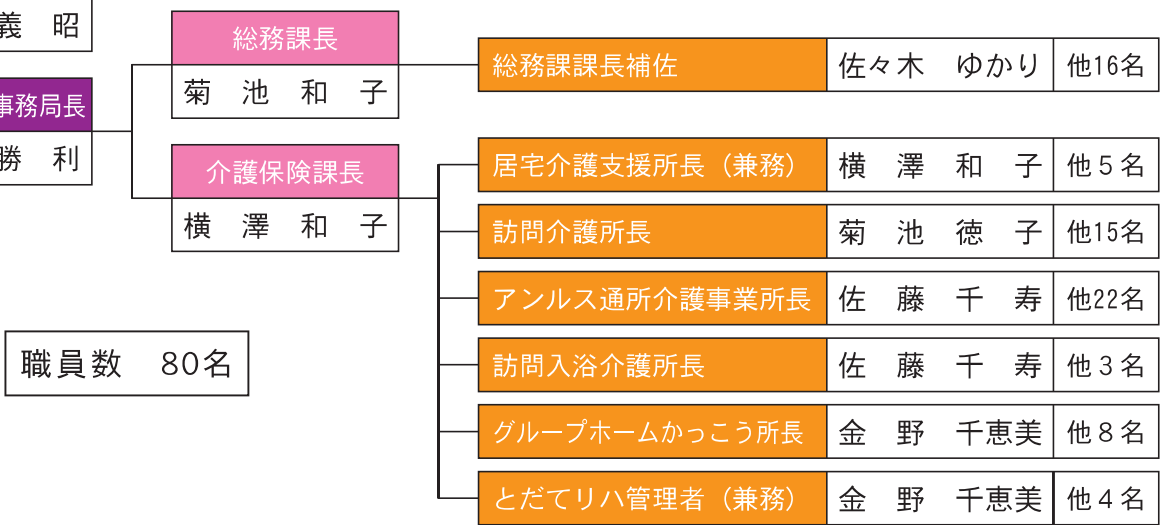 義 昭
事務局長
勝 利
総務課長
菊 池 和 子
介護保険課長
横 澤 和 子
総務課課長補佐 佐々木 ゆかり 他16名
居宅介護支援所長（兼務） 横 澤 和 子 他5名
訪問介護所長 菊 池 徳 子 他15名
アンルス通所介護事業所長 佐 藤 千 寿 他22名
訪問入浴介護所長 佐 藤 千 寿 他3名
グループホームかっこう所長 金 野 千恵美 他8名
とだてリハ管理者（兼務） 金 野 千恵美 他4名
職員数 80名